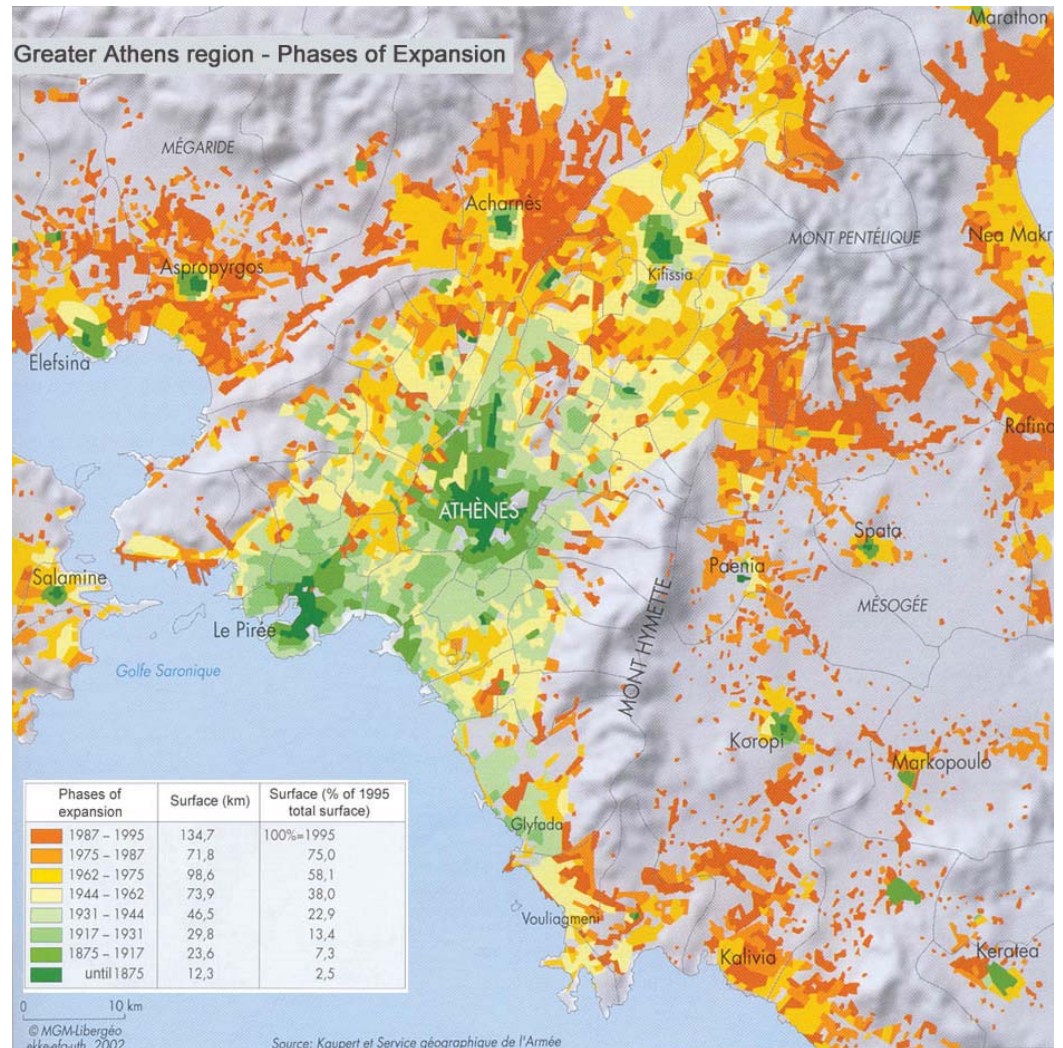 Marathon
Greater Athens region - Phases of Expansion
MÉGARIDE
Acharnès
MONT PENTÉLIQUE
Nea Makr
Kifissia
Aspropyrgos
Elefsina
Rafina
ATHÈNES
Spata
Paenia
Salamine
MÉSOGÉE
Le Pirée
MONT HYMETTE
Golfe Saronique
Koropi
Markopoulo
Phases of expansion Surface (km) Surface (% of 1995 total surface)
1987 – 1995 134,7 100%=1995
1975 – 1987 71,8 75,0
1962 – 1975 98,6 58,1
1944 – 1962 73,9 38,0
1931 – 1944 46,5 22,9
1917 – 1931 29,8 13,4
1875 – 1917 23,6 7,3
until 1875 12,3 2,5
Glyfada
Vouliagmeni
Kalivia
Keratea
0 10 km
© MGM-Libergéo
ekke-efa-uth, 2002
Source: Kaupert et Service géographique de l'Armée